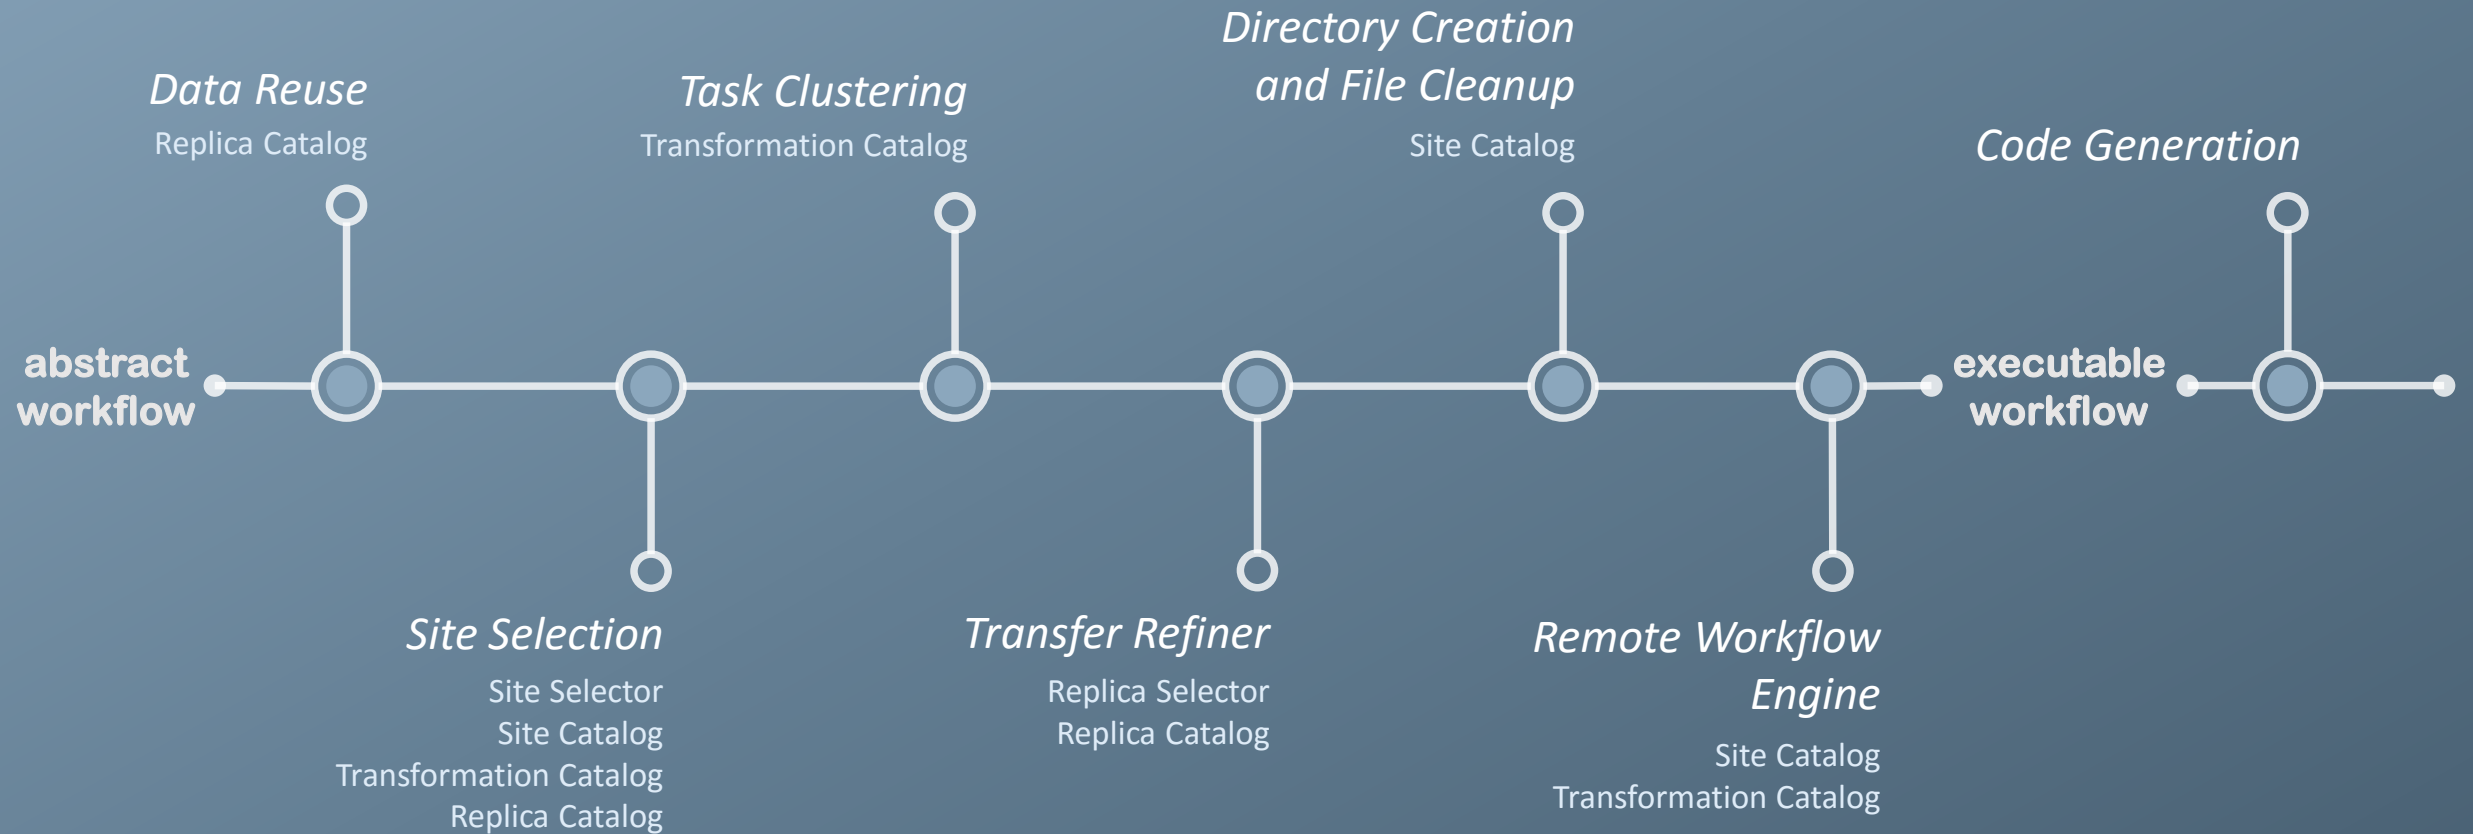 abstract
workflow
Data Reuse
Replica Catalog
Site Selection
Site Selector
Site Catalog
Transformation Catalog
Replica Catalog
Task Clustering
Transformation Catalog
Transfer Refiner
Replica Selector
Replica Catalog
Directory Creation
and File Cleanup
Site Catalog
Remote Workflow
Engine
Site Catalog
Transformation Catalog
executable
workflow
Code Generation